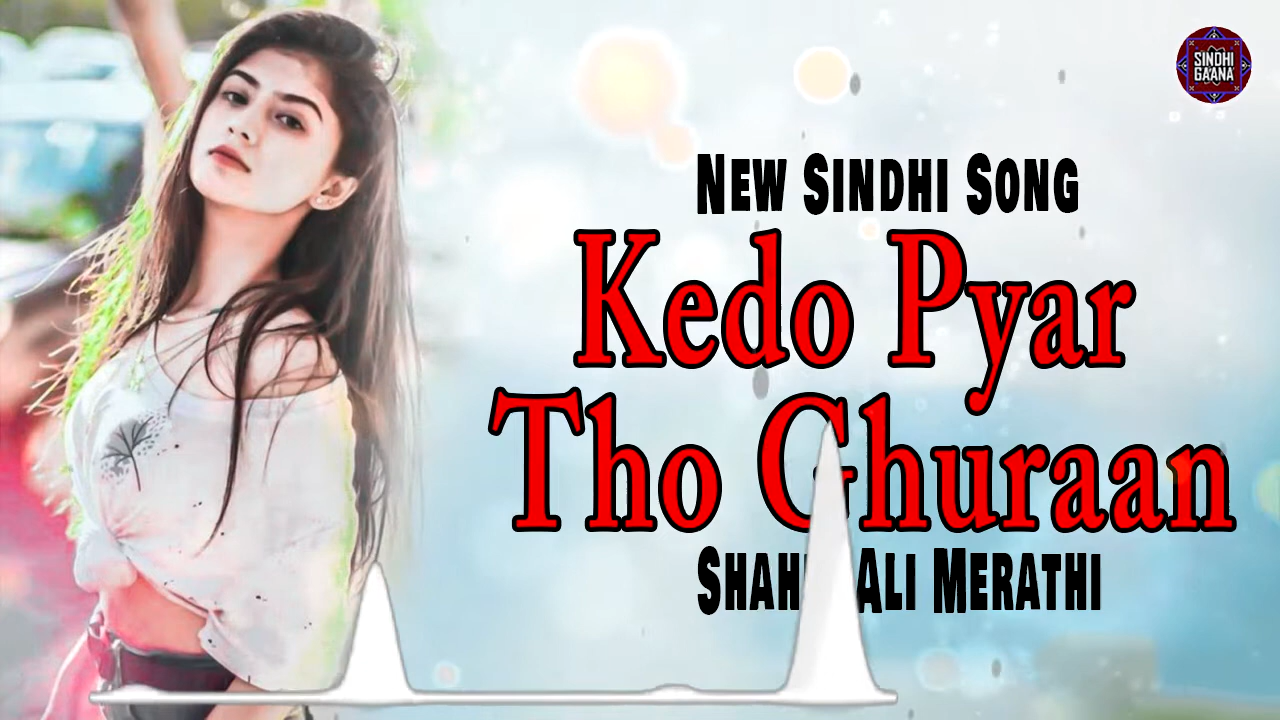 SINDHI
GAANA
New Sindhi Song
Kedo Pyar
Tho Ghuraan
Ali Merathi